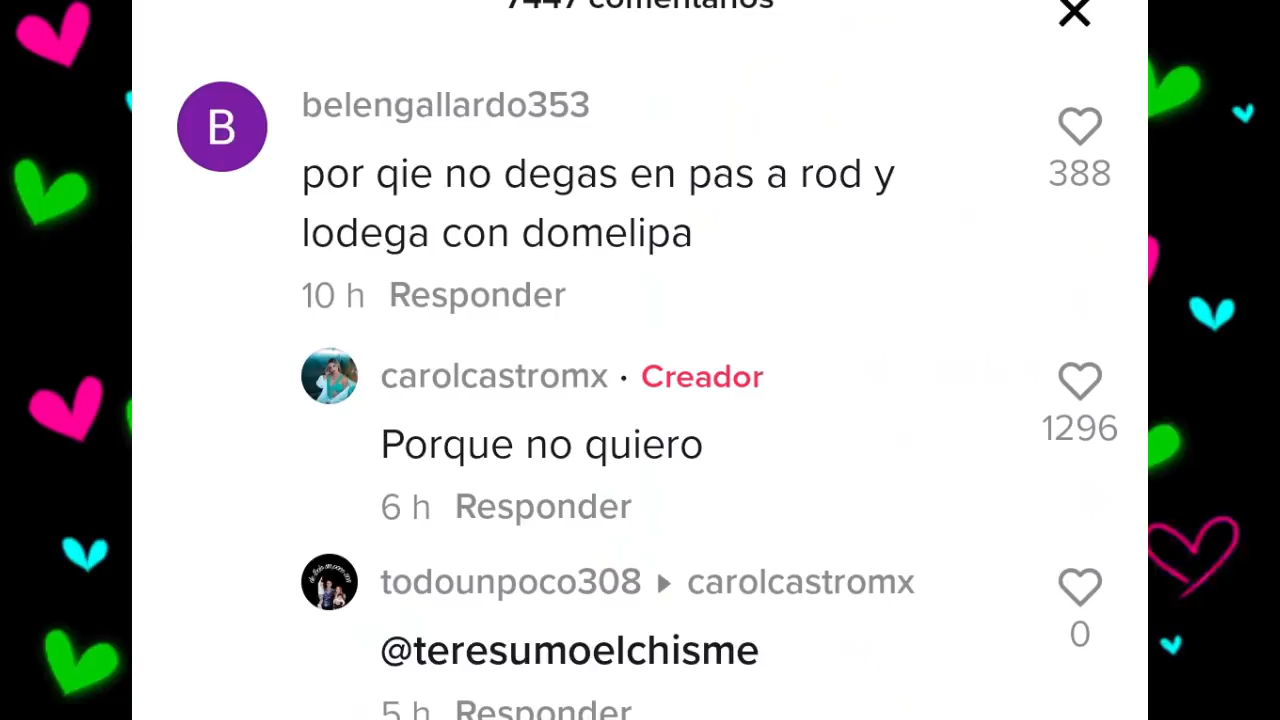 7447 comentarios
B
belengallardo353
por qie no degas en pas a rod y
lodega con domelipa
388
10 h Responder
carolcastromx · Creador
Porque no quiero
1296
6 h Responder
todounpoco308 ▸ carolcastromx
@teresumoelchisme
0
5 h Responder